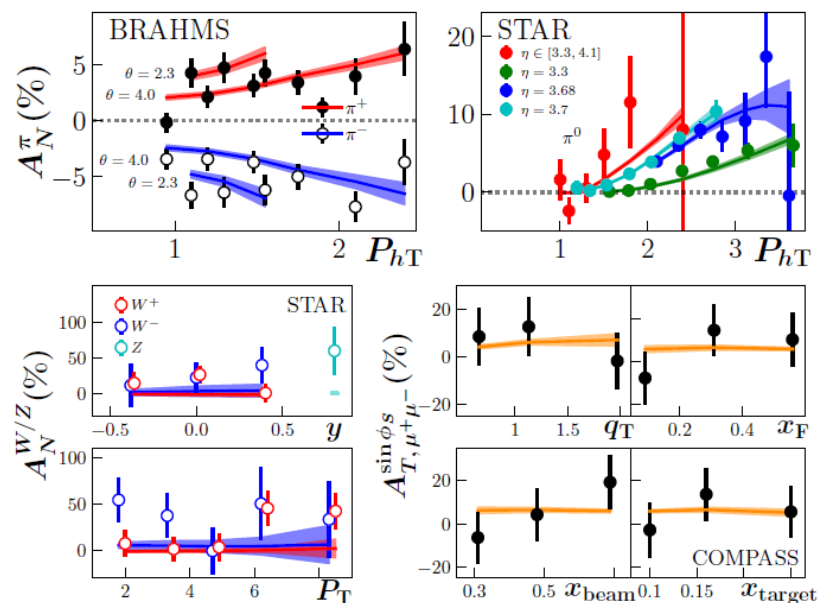 BRAHMS
A_N^π(%)
5
0
−5
θ = 2.3
θ = 4.0
π+
π−
θ = 4.0
θ = 2.3
1 2 P_hT
STAR
20
10
0
η ∈ [3.3, 4.1]
η = 3.3
η = 3.68
η = 3.7
π0
1 2 3 P_hT
A_N^{W/Z}(%)
100
50
0
W+
W−
Z
STAR
−0.5 0.0 0.5 y
100
50
0
2 4 6 P_T
A_{T,μ+μ−}^{sin ϕ_S}(%)
20
0
−20
1 1.5 q_T
0.2 0.4 x_F
20
0
−20
0.3 0.5 x_beam
COMPASS
0.1 0.15 x_target